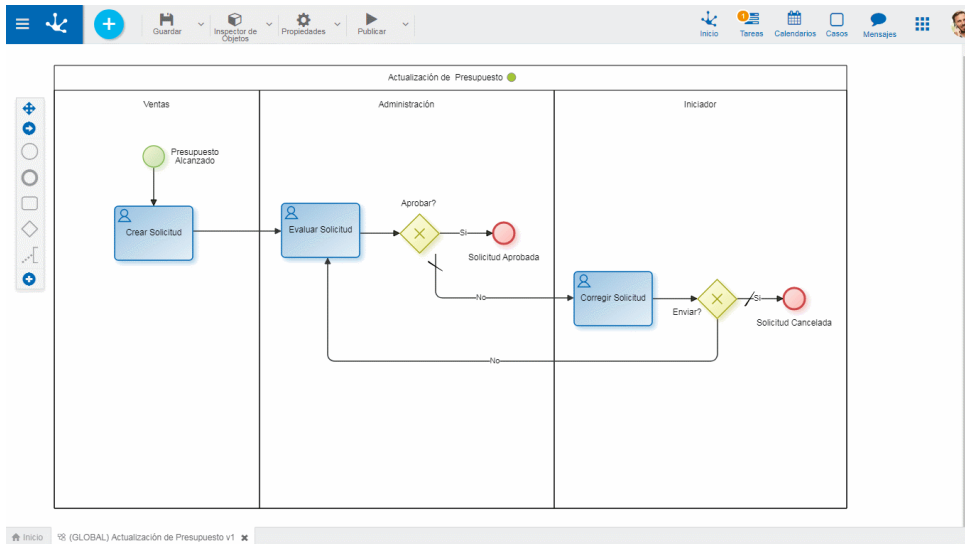 Guardar
Inspector de
Objetos
Propiedades
Publicar
Inicio
1
Tareas
Calendarios
Casos
Mensajes
Actualización de Presupuesto
Ventas
Administración
Iniciador
Presupuesto
Alcanzado
Crear Solicitud
Evaluar Solicitud
Aprobar?
Si
Solicitud Aprobada
No
Corregir Solicitud
Enviar?
Si
Solicitud Cancelada
No
Inicio
(GLOBAL) Actualización de Presupuesto v1